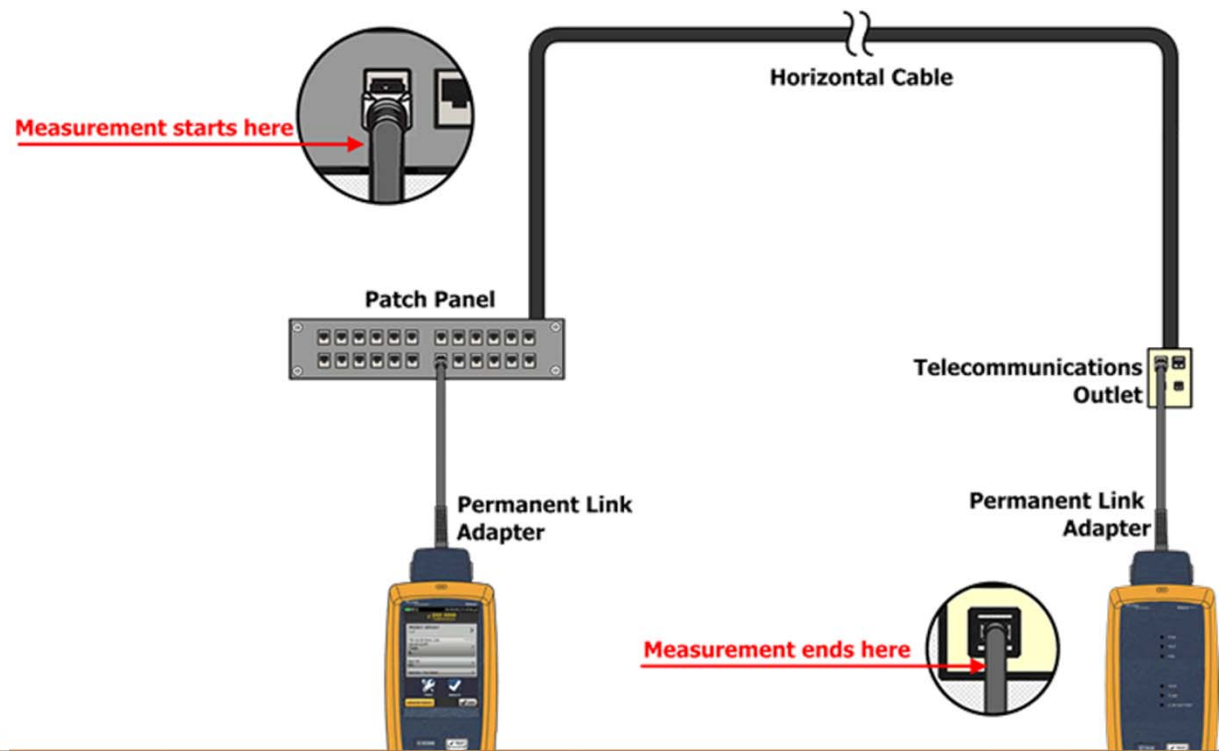 Horizontal Cable
Measurement starts here
Patch Panel
Telecommunications
Outlet
Permanent Link
Adapter
Permanent Link
Adapter
Measurement ends here